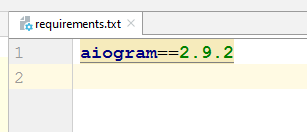 requirements.txt
1 aiogram==2.9.2
2